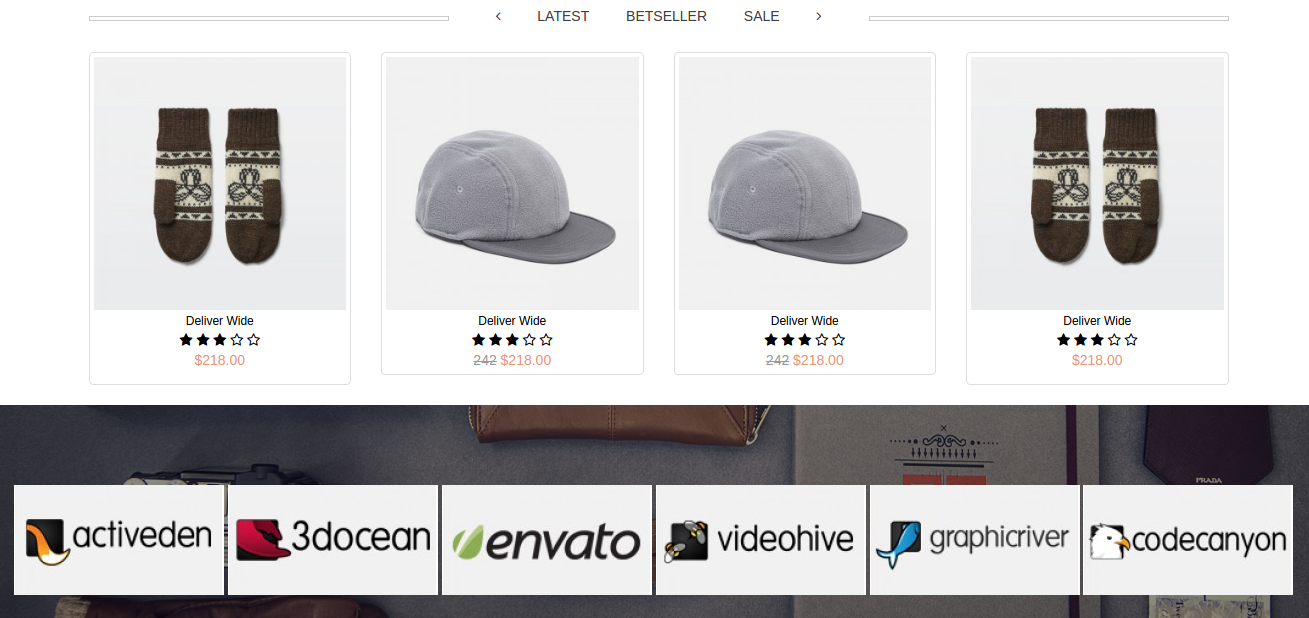 LATEST BETSELLER SALE
Deliver Wide
$218.00
Deliver Wide
242 $218.00
Deliver Wide
242 $218.00
Deliver Wide
$218.00
PRADA
activeden
3docean
envato
videohive
graphicriver
codecanyon